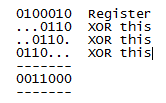 0100010 Register
...0110 XOR this
..0110. XOR this
0110... XOR this
-------
0011000
-------